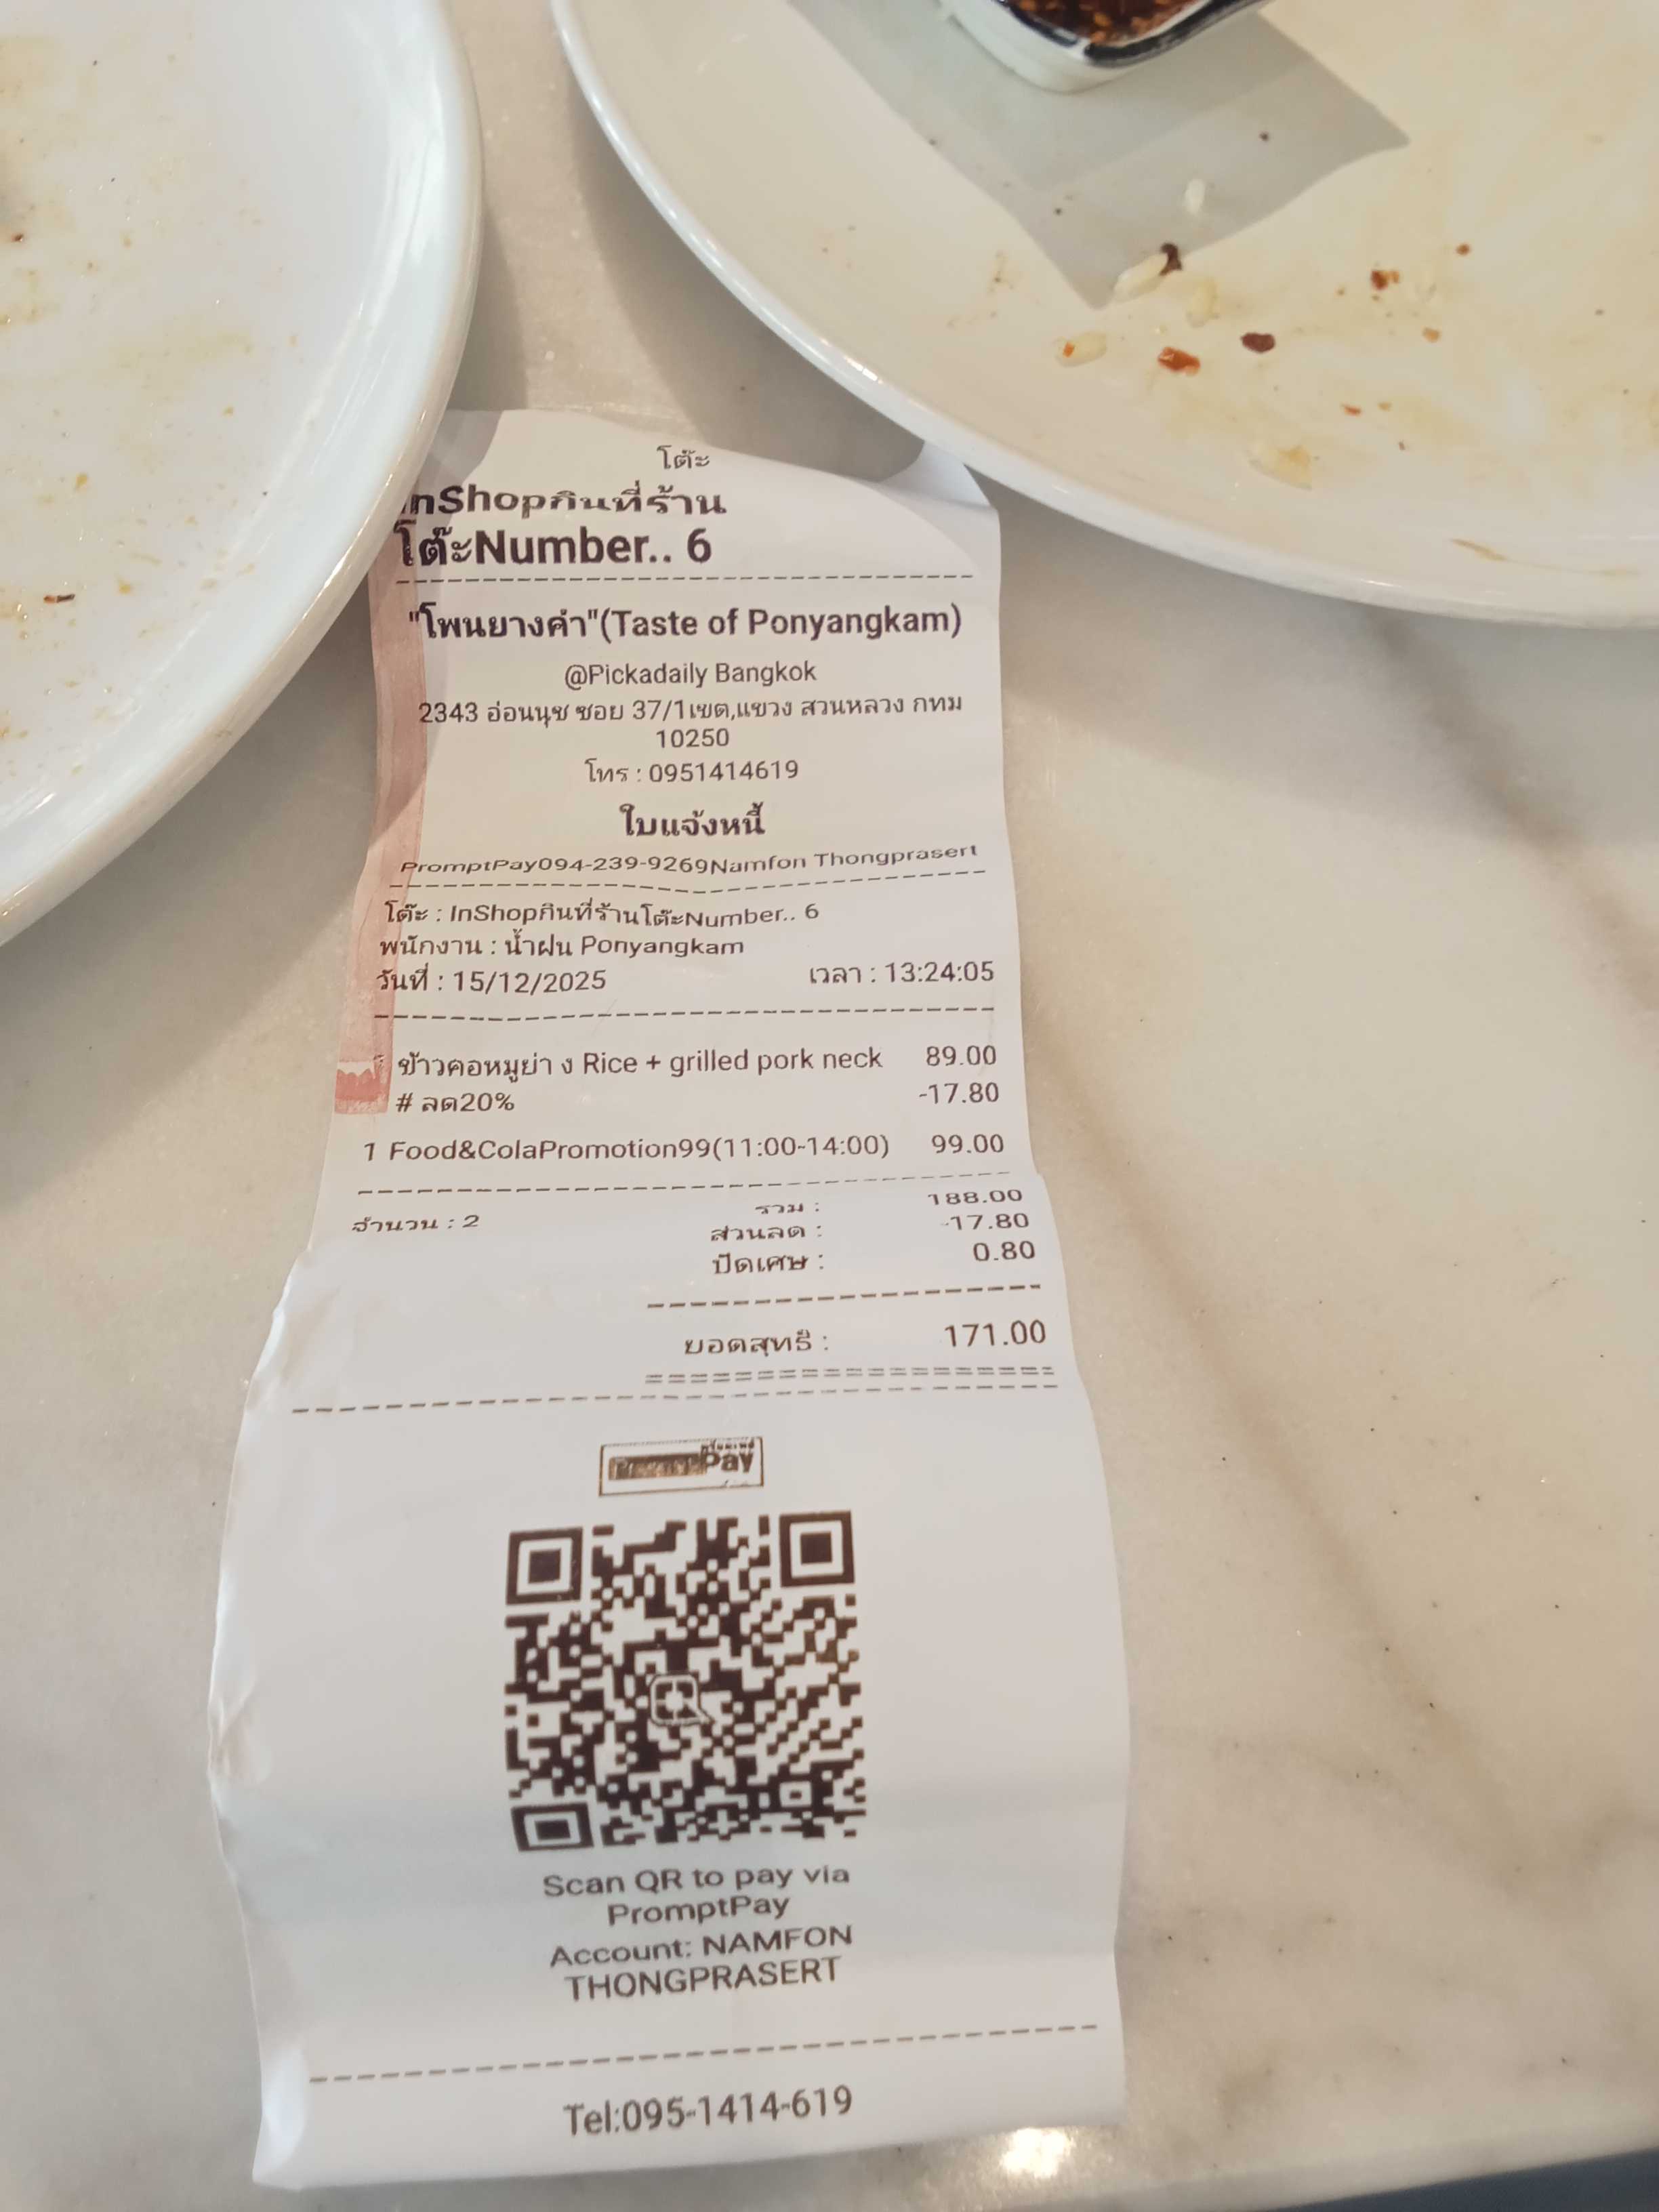 โต๊ะ
InShopกินที่ร้าน
โต๊ะNumber.. 6
"โพนยางคำ"(Taste of Ponyangkam)
@Pickadaily Bangkok
2343 อ่อนนุช ซอย 37/1เขต,แขวง สวนหลวง กทม
10250
โทร : 0951414619
ใบแจ้งหนี้
PromptPay094-239-9269Namfon Thongprasert
โต๊ะ : InShopกินที่ร้านโต๊ะNumber.. 6
พนักงาน : น้ำฝน Ponyangkam
วันที่ : 15/12/2025 เวลา : 13:24:05
ข้าวคอหมูย่า ง Rice + grilled pork neck 89.00
# ลด20% -17.80
1 Food&ColaPromotion99(11:00-14:00) 99.00
จำนวน : 2 รวม : 188.00
ส่วนลด : -17.80
ปัดเศษ : 0.80
ยอดสุทธิ : 171.00
Pay
Scan QR to pay via
PromptPay
Account: NAMFON
THONGPRASERT
Tel:095-1414-619